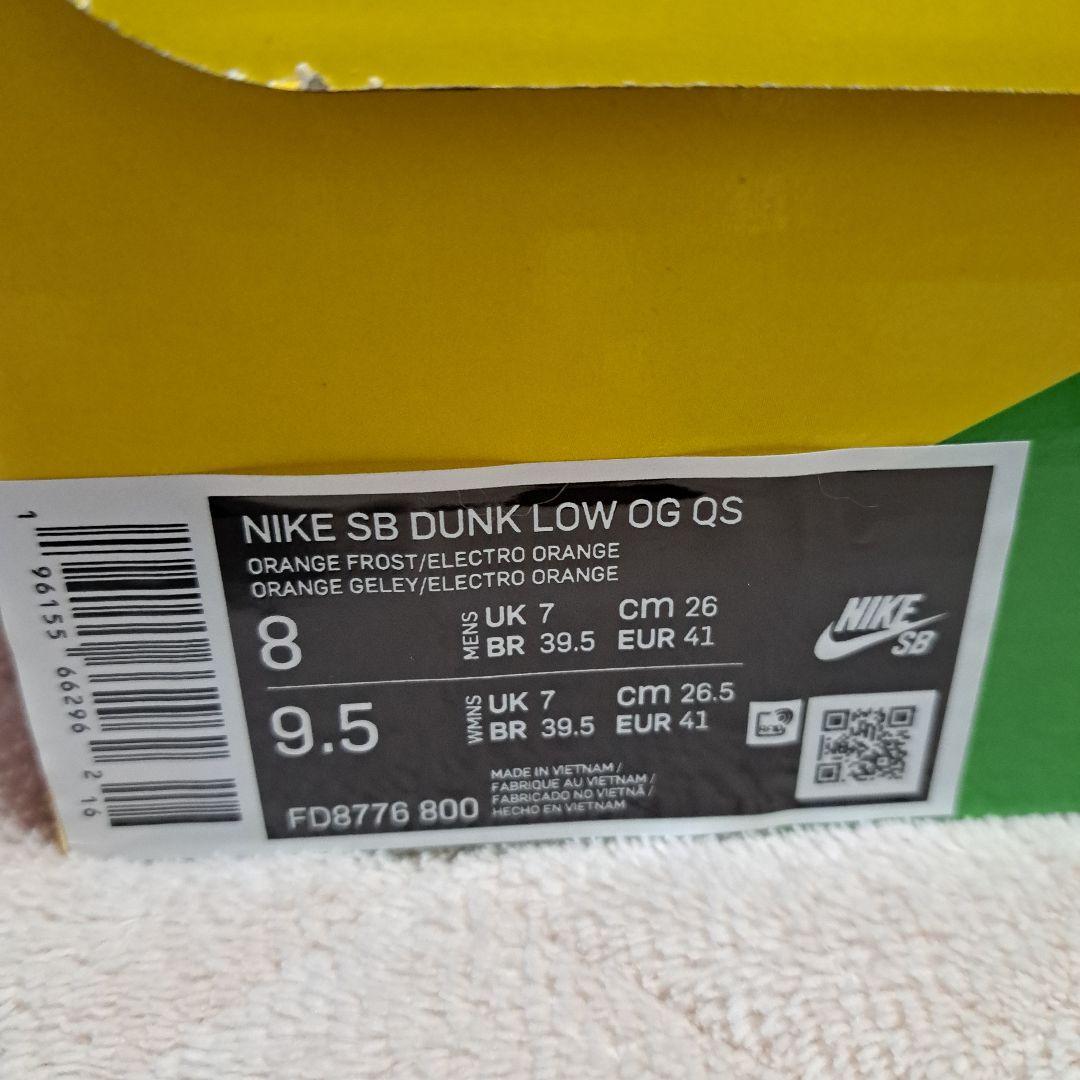 NIKE SB DUNK LOW OG QS
ORANGE FROST/ELECTRO ORANGE
ORANGE GELEY/ELECTRO ORANGE
8 MENS UK 7 cm 26
BR 39.5 EUR 41
9.5 WMNS UK 7 cm 26.5
BR 39.5 EUR 41
MADE IN VIETNAM /
FABRIQUE AU VIETNAM /
FABRICADO NO VIETNÃ /
HECHO EN VIETNAM
FD8776 800
NIKE
SB
1 96155 66296 2 16